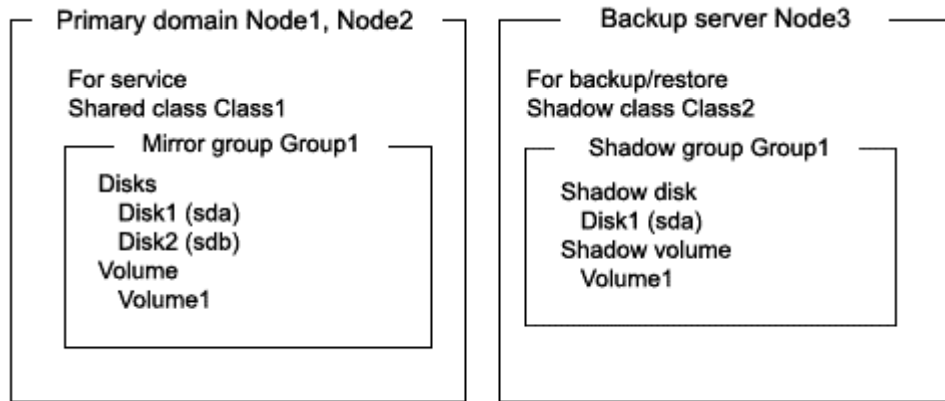 Primary domain Node1, Node2
For service
Shared class Class1
Mirror group Group1
Disks
Disk1 (sda)
Disk2 (sdb)
Volume
Volume1
Backup server Node3
For backup/restore
Shadow class Class2
Shadow group Group1
Shadow disk
Disk1 (sda)
Shadow volume
Volume1